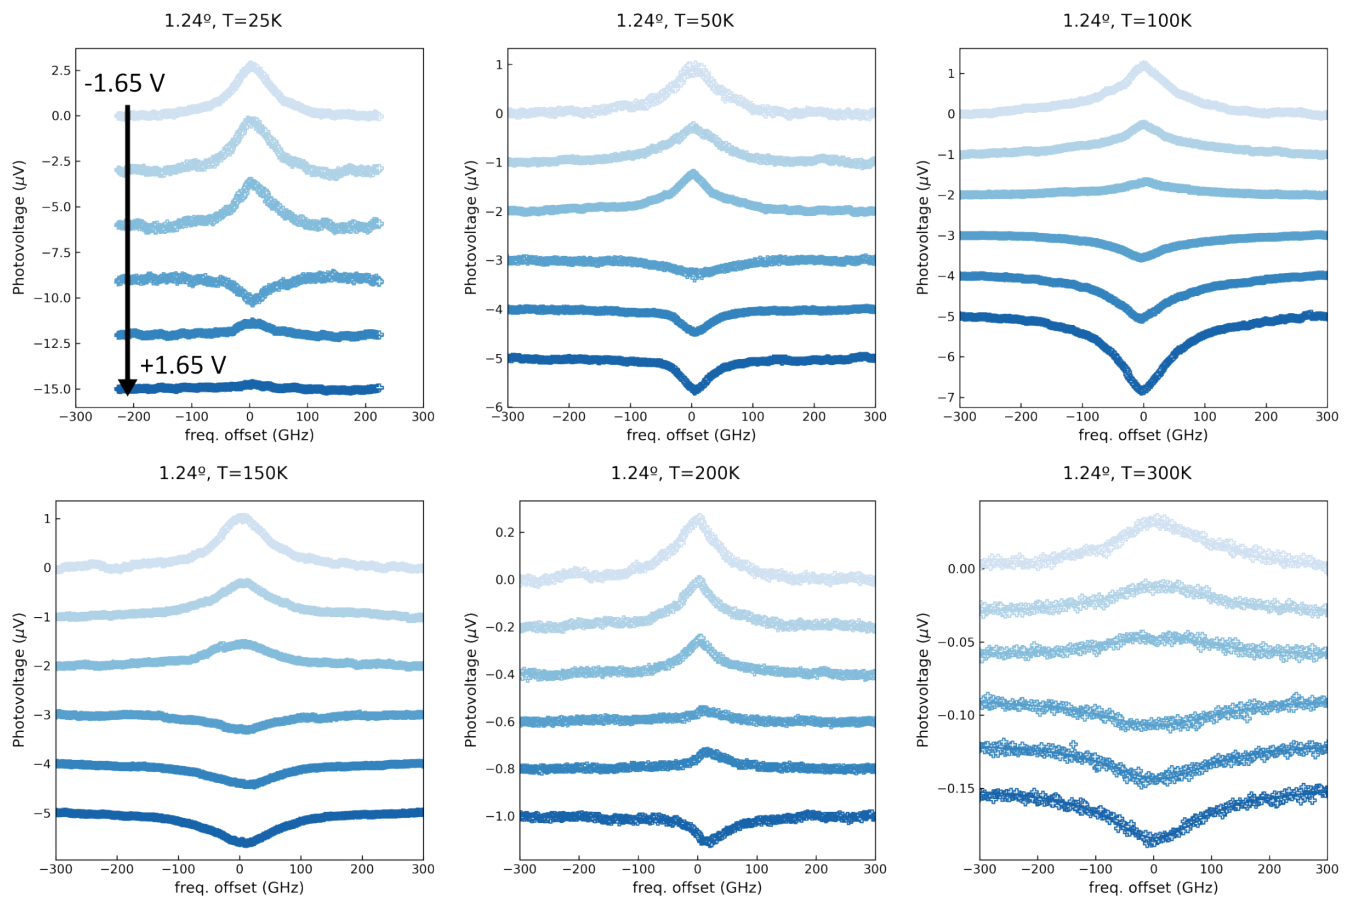 1.24º, T=25K
1.24º, T=50K
1.24º, T=100K
Photovoltage (μV)
2.5
0.0
−2.5
−5.0
−7.5
−10.0
−12.5
−15.0
-1.65 V
+1.65 V
−300 −200 −100 0 100 200 300
freq. offset (GHz)
Photovoltage (μV)
1
0
−1
−2
−3
−4
−5
−6
−300 −200 −100 0 100 200 300
freq. offset (GHz)
Photovoltage (μV)
1
0
−1
−2
−3
−4
−5
−6
−7
−300 −200 −100 0 100 200 300
freq. offset (GHz)
1.24º, T=150K
1.24º, T=200K
1.24º, T=300K
Photovoltage (μV)
1
0
−1
−2
−3
−4
−5
−300 −200 −100 0 100 200 300
freq. offset (GHz)
Photovoltage (μV)
0.2
0.0
−0.2
−0.4
−0.6
−0.8
−1.0
−300 −200 −100 0 100 200 300
freq. offset (GHz)
Photovoltage (μV)
0.00
−0.05
−0.10
−0.15
−300 −200 −100 0 100 200 300
freq. offset (GHz)